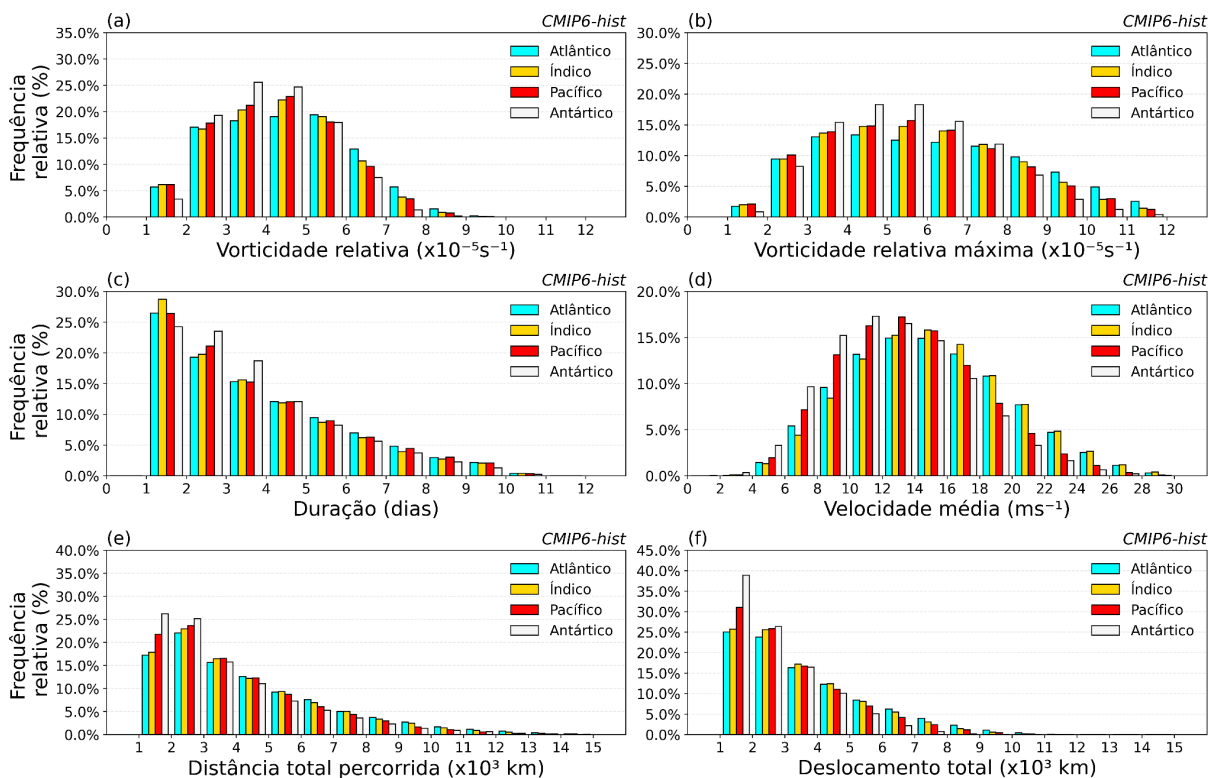 (a)
CMIP6-hist
35.0%
30.0%
25.0%
20.0%
15.0%
10.0%
5.0%
0.0%
Frequência
relativa (%)
Atlântico
Índico
Pacífico
Antártico
0 1 2 3 4 5 6 7 8 9 10 11 12
Vorticidade relativa (x10⁻⁵s⁻¹)
(b)
CMIP6-hist
30.0%
25.0%
20.0%
15.0%
10.0%
5.0%
0.0%
Atlântico
Índico
Pacífico
Antártico
0 1 2 3 4 5 6 7 8 9 10 11 12
Vorticidade relativa máxima (x10⁻⁵s⁻¹)
(c)
CMIP6-hist
30.0%
25.0%
20.0%
15.0%
10.0%
5.0%
0.0%
Frequência
relativa (%)
Atlântico
Índico
Pacífico
Antártico
0 1 2 3 4 5 6 7 8 9 10 11 12
Duração (dias)
(d)
CMIP6-hist
20.0%
15.0%
10.0%
5.0%
0.0%
Atlântico
Índico
Pacífico
Antártico
0 2 4 6 8 10 12 14 16 18 20 22 24 26 28 30
Velocidade média (ms⁻¹)
(e)
CMIP6-hist
40.0%
35.0%
30.0%
25.0%
20.0%
15.0%
10.0%
5.0%
0.0%
Frequência
relativa (%)
Atlântico
Índico
Pacífico
Antártico
1 2 3 4 5 6 7 8 9 10 11 12 13 14 15
Distância total percorrida (x10³ km)
(f)
CMIP6-hist
45.0%
40.0%
35.0%
30.0%
25.0%
20.0%
15.0%
10.0%
5.0%
0.0%
Atlântico
Índico
Pacífico
Antártico
1 2 3 4 5 6 7 8 9 10 11 12 13 14 15
Deslocamento total (x10³ km)